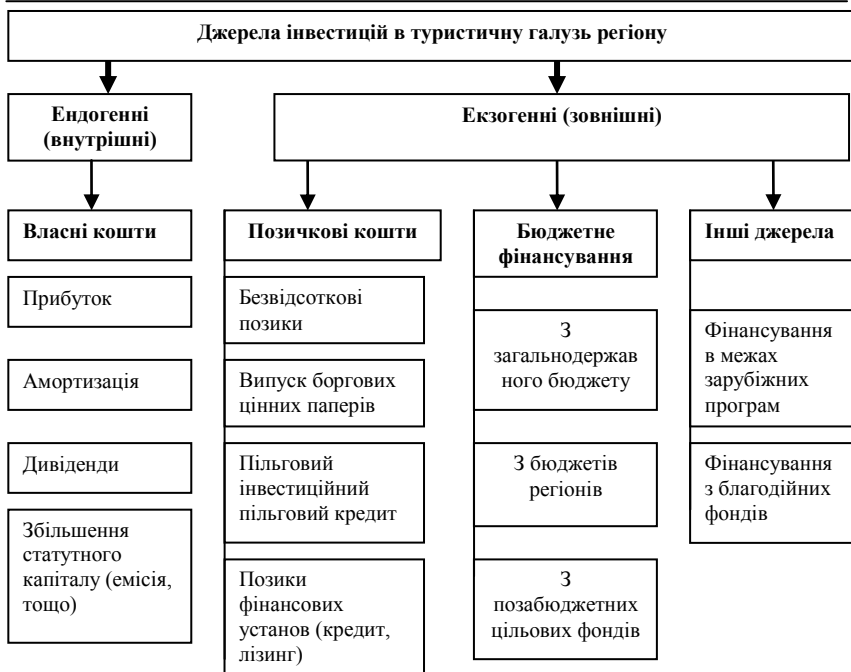 Джерела інвестицій в туристичну галузь регіону
Ендогенні
(внутрішні)
Екзогенні (зовнішні)
Власні кошти
Прибуток
Амортизація
Дивіденди
Збільшення
статутного
капіталу (емісія,
тощо)
Позичкові кошти
Безвідсоткові
позики
Випуск боргових
цінних паперів
Пільговий
інвестиційний
пільговий кредит
Позики
фінансових
установ (кредит,
лізинг)
Бюджетне
фінансування
З
загальнодержав
ного бюджету
З бюджетів
регіонів
З
позабюджетних
цільових фондів
Інші джерела
Фінансування
в межах
зарубіжних
програм
Фінансування
з благодійних
фондів